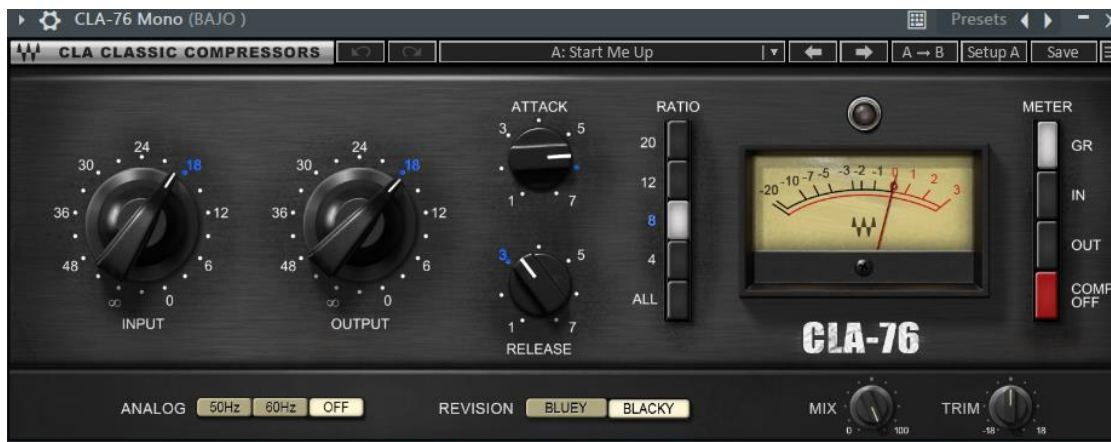 CLA-76 Mono (BAJO )
Presets
CLA CLASSIC COMPRESSORS
A: Start Me Up
A → B
Setup A
Save
ATTACK
3 5
1 7
RATIO
20
12
8
4
ALL
METER
GR
IN
OUT
COMP
OFF
24
30 18
36 12
48 6
∞ 0
INPUT
24
30 18
36 12
48 6
∞ 0
OUTPUT
3 5
1 7
RELEASE
-20 -10 -7 -5 -3 -2 -1 0 1 2 3
CLA-76
ANALOG 50Hz 60Hz OFF
REVISION BLUEY BLACKY
MIX
0 100
TRIM
-18 18